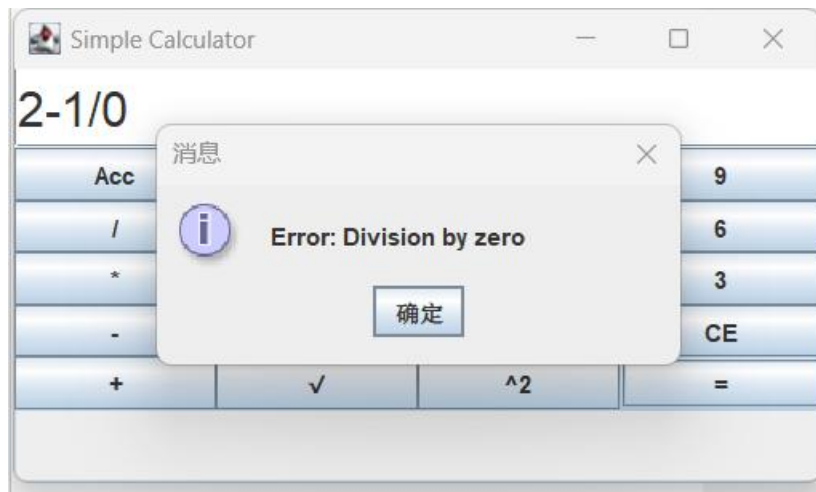 Simple Calculator
2-1/0
消息
Acc
9
Error: Division by zero
/
6
*
3
确定
-
CE
+
√
^2
=